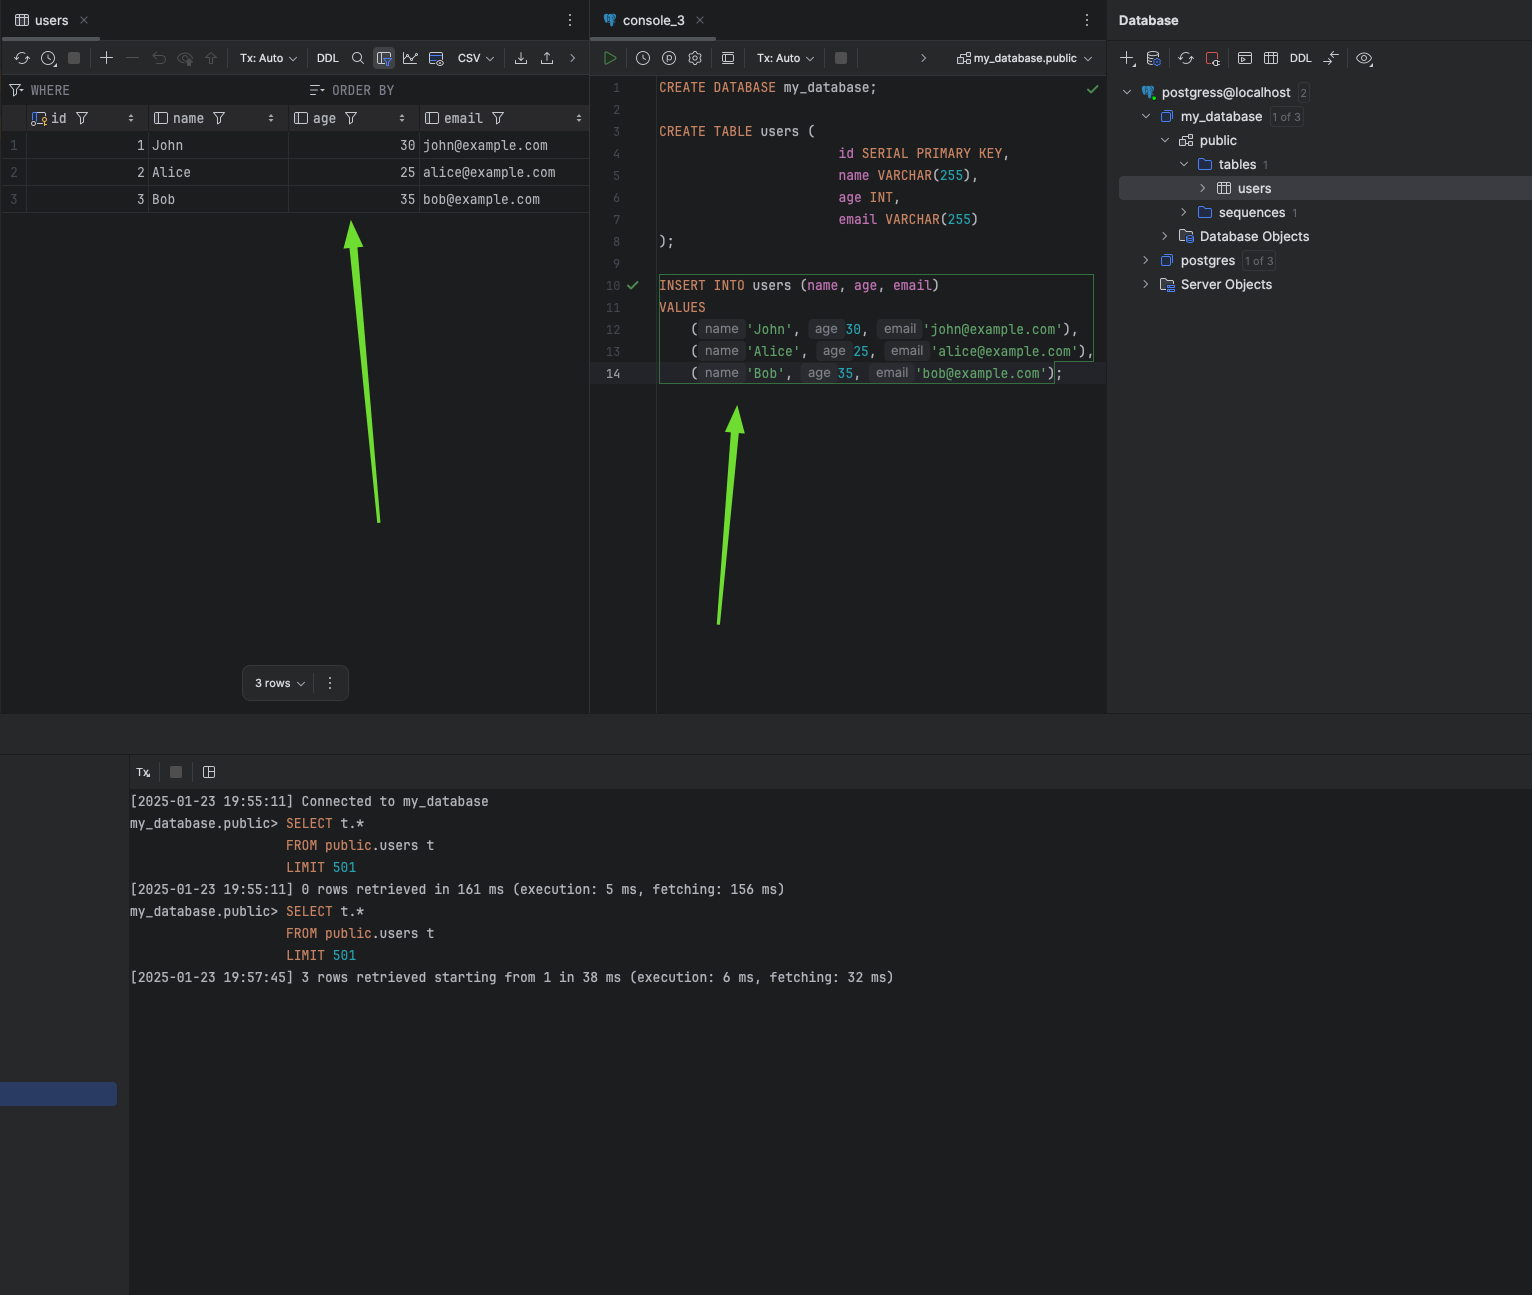 users
Tx: Auto
DDL
CSV
WHERE
ORDER BY
id name age email
1 1 John 30 john@example.com
2 2 Alice 25 alice@example.com
3 3 Bob 35 bob@example.com
3 rows
console_3
Tx: Auto
my_database.public
1 CREATE DATABASE my_database;
2
3 CREATE TABLE users (
4 id SERIAL PRIMARY KEY,
5 name VARCHAR(255),
6 age INT,
7 email VARCHAR(255)
8 );
9
10 INSERT INTO users (name, age, email)
11 VALUES
12 ( name 'John', age 30, email 'john@example.com'),
13 ( name 'Alice', age 25, email 'alice@example.com'),
14 ( name 'Bob', age 35, email 'bob@example.com');
Database
DDL
postgress@localhost 2
my_database 1 of 3
public
tables 1
users
sequences 1
Database Objects
postgres 1 of 3
Server Objects
Tx
[2025-01-23 19:55:11] Connected to my_database
my_database.public> SELECT t.*
FROM public.users t
LIMIT 501
[2025-01-23 19:55:11] 0 rows retrieved in 161 ms (execution: 5 ms, fetching: 156 ms)
my_database.public> SELECT t.*
FROM public.users t
LIMIT 501
[2025-01-23 19:57:45] 3 rows retrieved starting from 1 in 38 ms (execution: 6 ms, fetching: 32 ms)